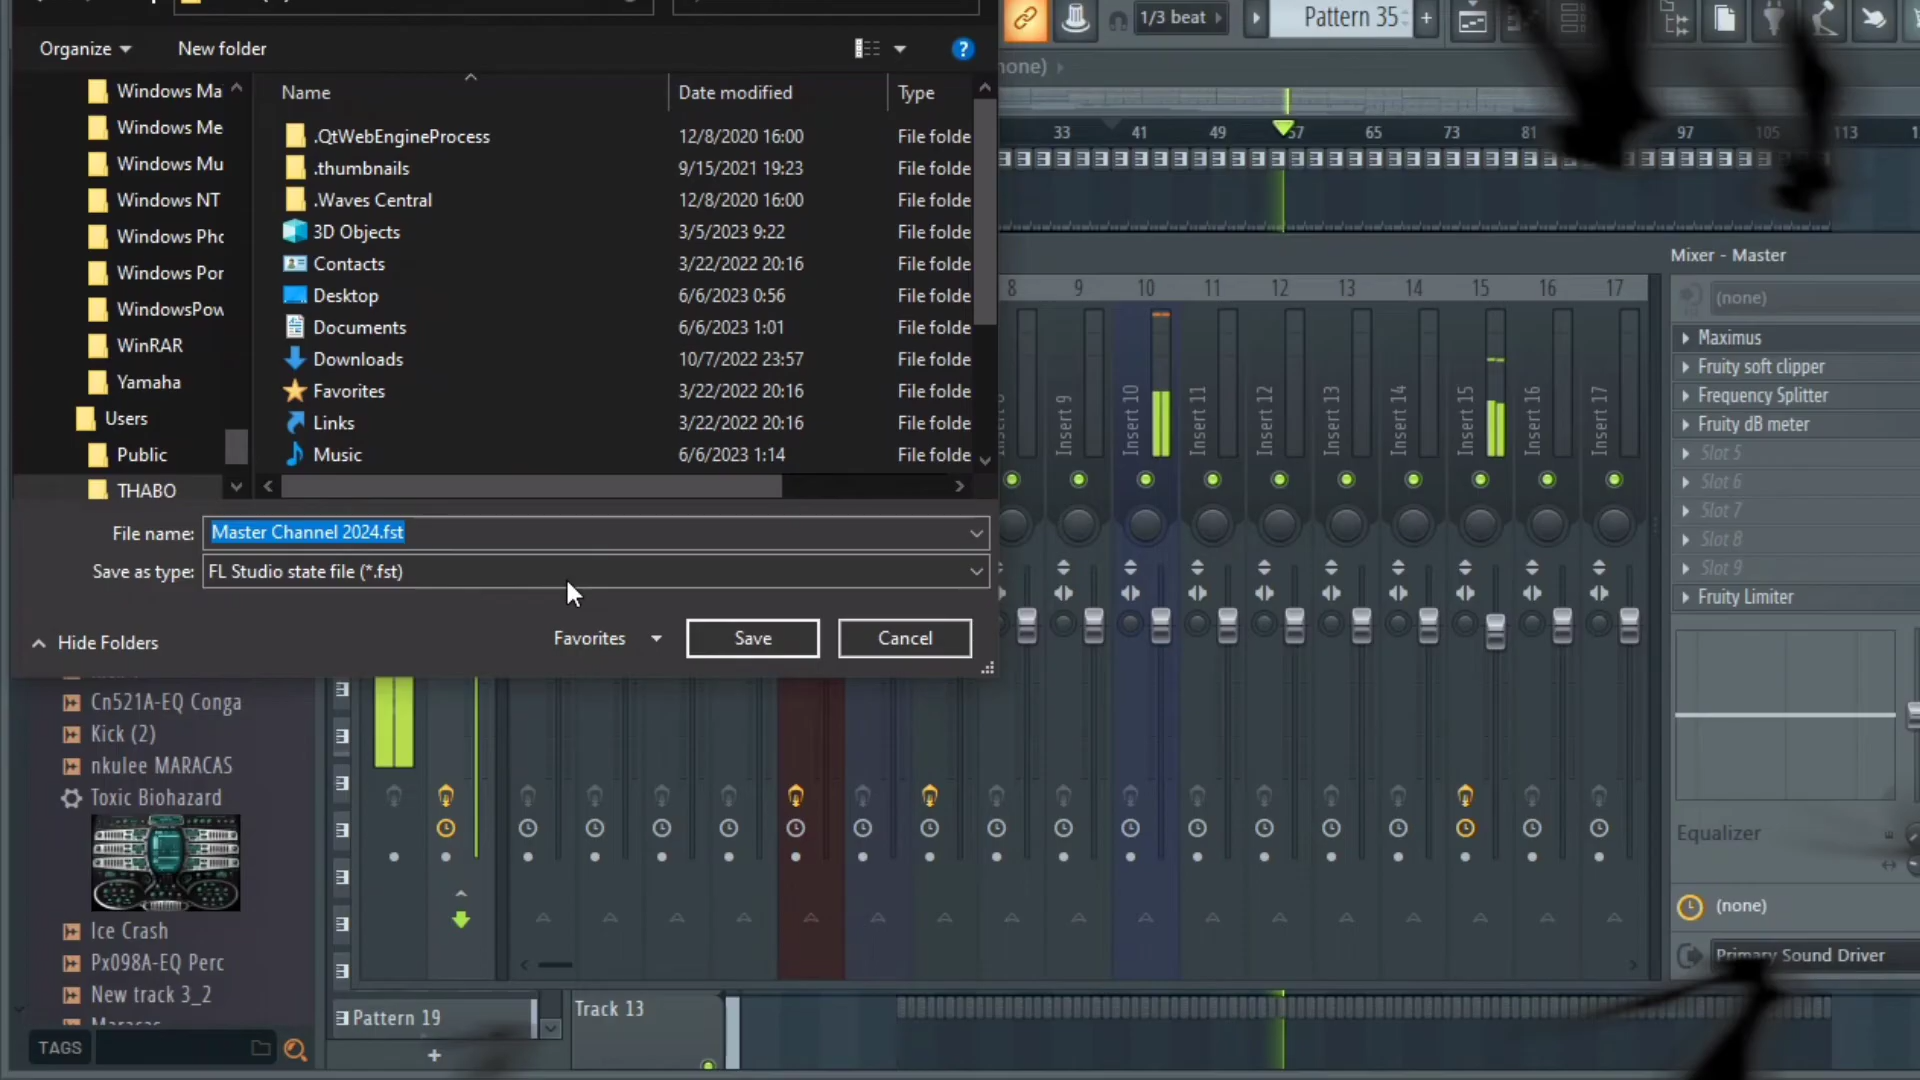 1/3 beat
Pattern 35
Organize
New folder
none)
Name
Date modified
Type
Windows Ma
Windows Me
Windows Mu
Windows NT
Windows Phc
Windows Por
WindowsPow
WinRAR
Yamaha
Users
Public
THABO
.QtWebEngineProcess 12/8/2020 16:00 File folde
.thumbnails 9/15/2021 19:23 File folde
.Waves Central 12/8/2020 16:00 File folde
3D Objects 3/5/2023 9:22 File folde
Contacts 3/22/2022 20:16 File folde
Desktop 6/6/2023 0:56 File folde
Documents 6/6/2023 1:01 File folde
Downloads 10/7/2022 23:57 File folde
Favorites 3/22/2022 20:16 File folde
Links 3/22/2022 20:16 File folde
Music 6/6/2023 1:14 File folde
File name: Master Channel 2024.fst
Save as type: FL Studio state file (*.fst)
Hide Folders
Favorites
Save
Cancel
33 41 49 57 65 73 81 97 105 113
8 9 10 11 12 13 14 15 16 17
Insert 9
Insert 10
Insert 11
Insert 12
Insert 13
Insert 14
Insert 15
Insert 16
Insert 17
Mixer - Master
(none)
Maximus
Fruity soft clipper
Frequency Splitter
Fruity dB meter
Slot 5
Slot 6
Slot 7
Slot 8
Slot 9
Fruity Limiter
Equalizer
(none)
Primary Sound Driver
Cn521A-EQ Conga
Kick (2)
nkulee MARACAS
Toxic Biohazard
Ice Crash
Px098A-EQ Perc
New track 3_2
Maracas
TAGS
Pattern 19
Track 13